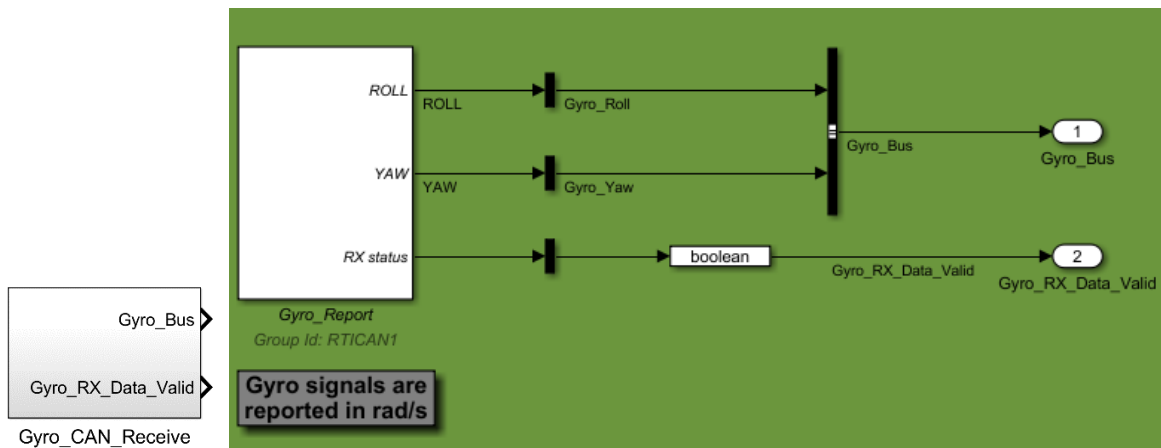 Gyro_Bus
Gyro_RX_Data_Valid
Gyro_CAN_Receive
ROLL
YAW
RX status
Gyro_Report
Group Id: RTICAN1
ROLL
Gyro_Roll
YAW
Gyro_Yaw
boolean
Gyro_Bus
Gyro_RX_Data_Valid
1
Gyro_Bus
2
Gyro_RX_Data_Valid
Gyro signals are
reported in rad/s